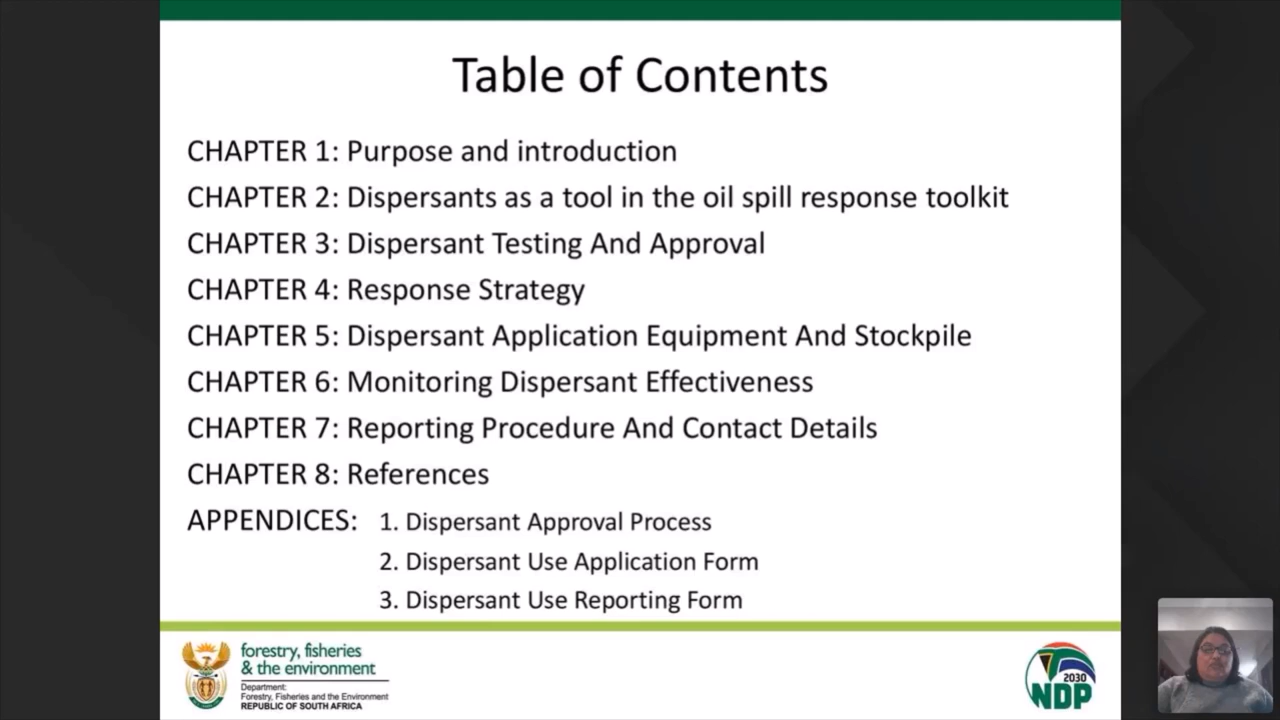 Table of Contents
CHAPTER 1: Purpose and introduction
CHAPTER 2: Dispersants as a tool in the oil spill response toolkit
CHAPTER 3: Dispersant Testing And Approval
CHAPTER 4: Response Strategy
CHAPTER 5: Dispersant Application Equipment And Stockpile
CHAPTER 6: Monitoring Dispersant Effectiveness
CHAPTER 7: Reporting Procedure And Contact Details
CHAPTER 8: References
APPENDICES: 1. Dispersant Approval Process
2. Dispersant Use Application Form
3. Dispersant Use Reporting Form
forestry, fisheries
& the environment
Department:
Forestry, Fisheries and the Environment
REPUBLIC OF SOUTH AFRICA
2030
NDP